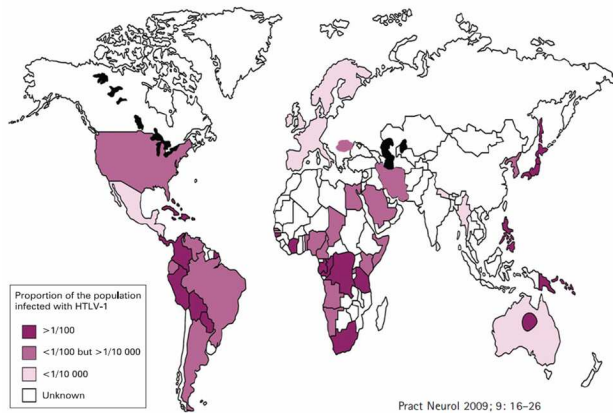 Proportion of the population
infected with HTLV-1
>1/100
<1/100 but >1/10 000
<1/10 000
Unknown
Pract Neurol 2009; 9: 16–26